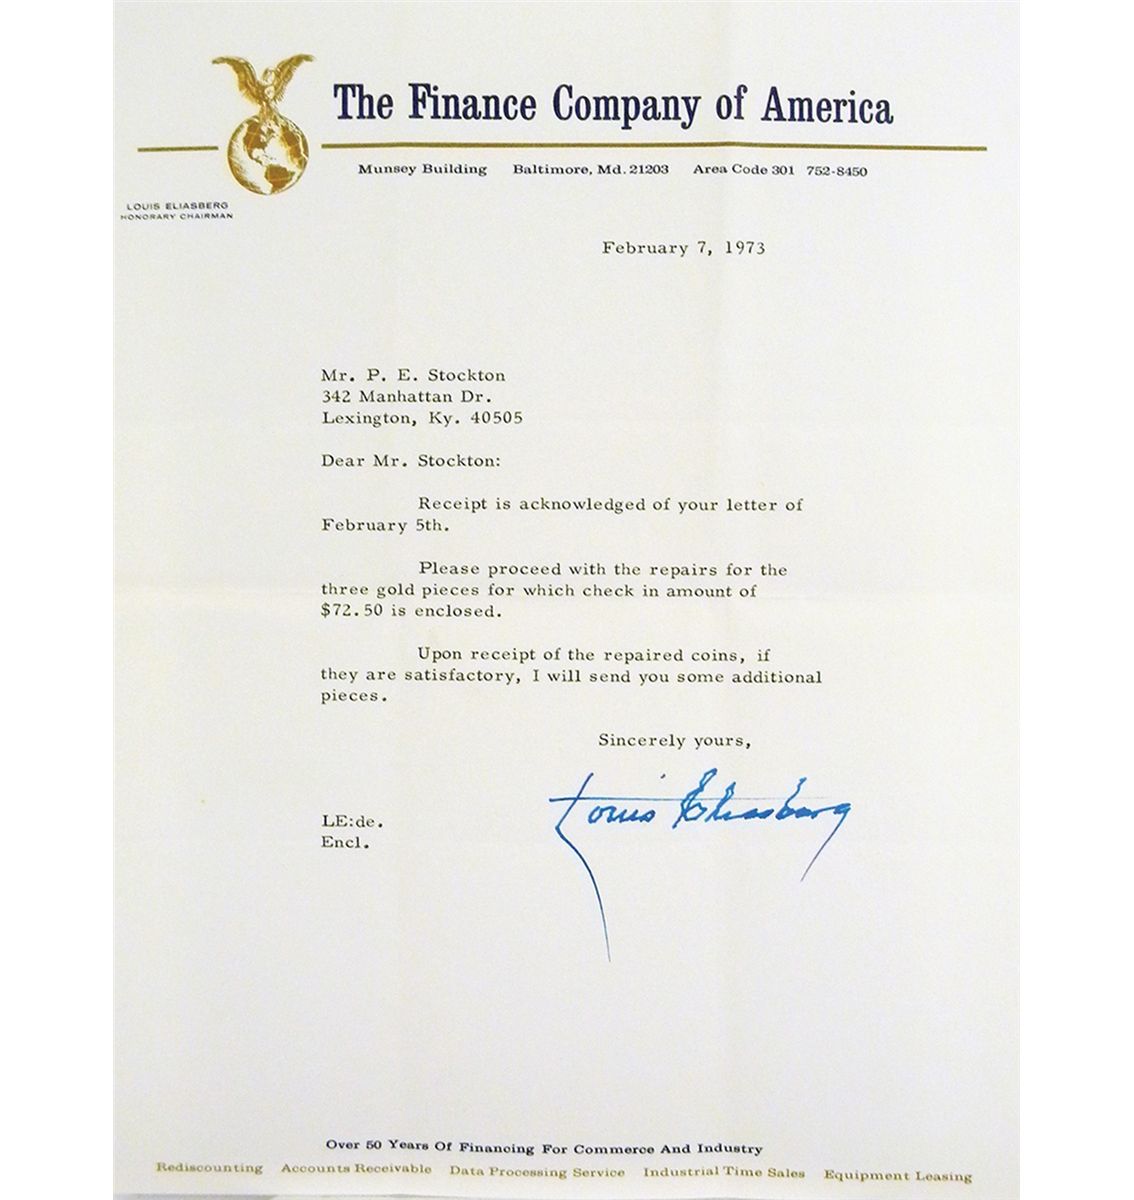 The Finance Company of America
Munsey Building Baltimore, Md. 21203 Area Code 301 752-8450
LOUIS ELIASBERG
HONORARY CHAIRMAN
February 7, 1973
Mr. P. E. Stockton
342 Manhattan Dr.
Lexington, Ky. 40505
Dear Mr. Stockton:
Receipt is acknowledged of your letter of
February 5th.
Please proceed with the repairs for the
three gold pieces for which check in amount of
$72.50 is enclosed.
Upon receipt of the repaired coins, if
they are satisfactory, I will send you some additional
pieces.
Sincerely yours,
Louis Eliasberg
LE:de.
Encl.
Over 50 Years Of Financing For Commerce And Industry
Rediscounting Accounts Receivable Data Processing Service Industrial Time Sales Equipment Leasing